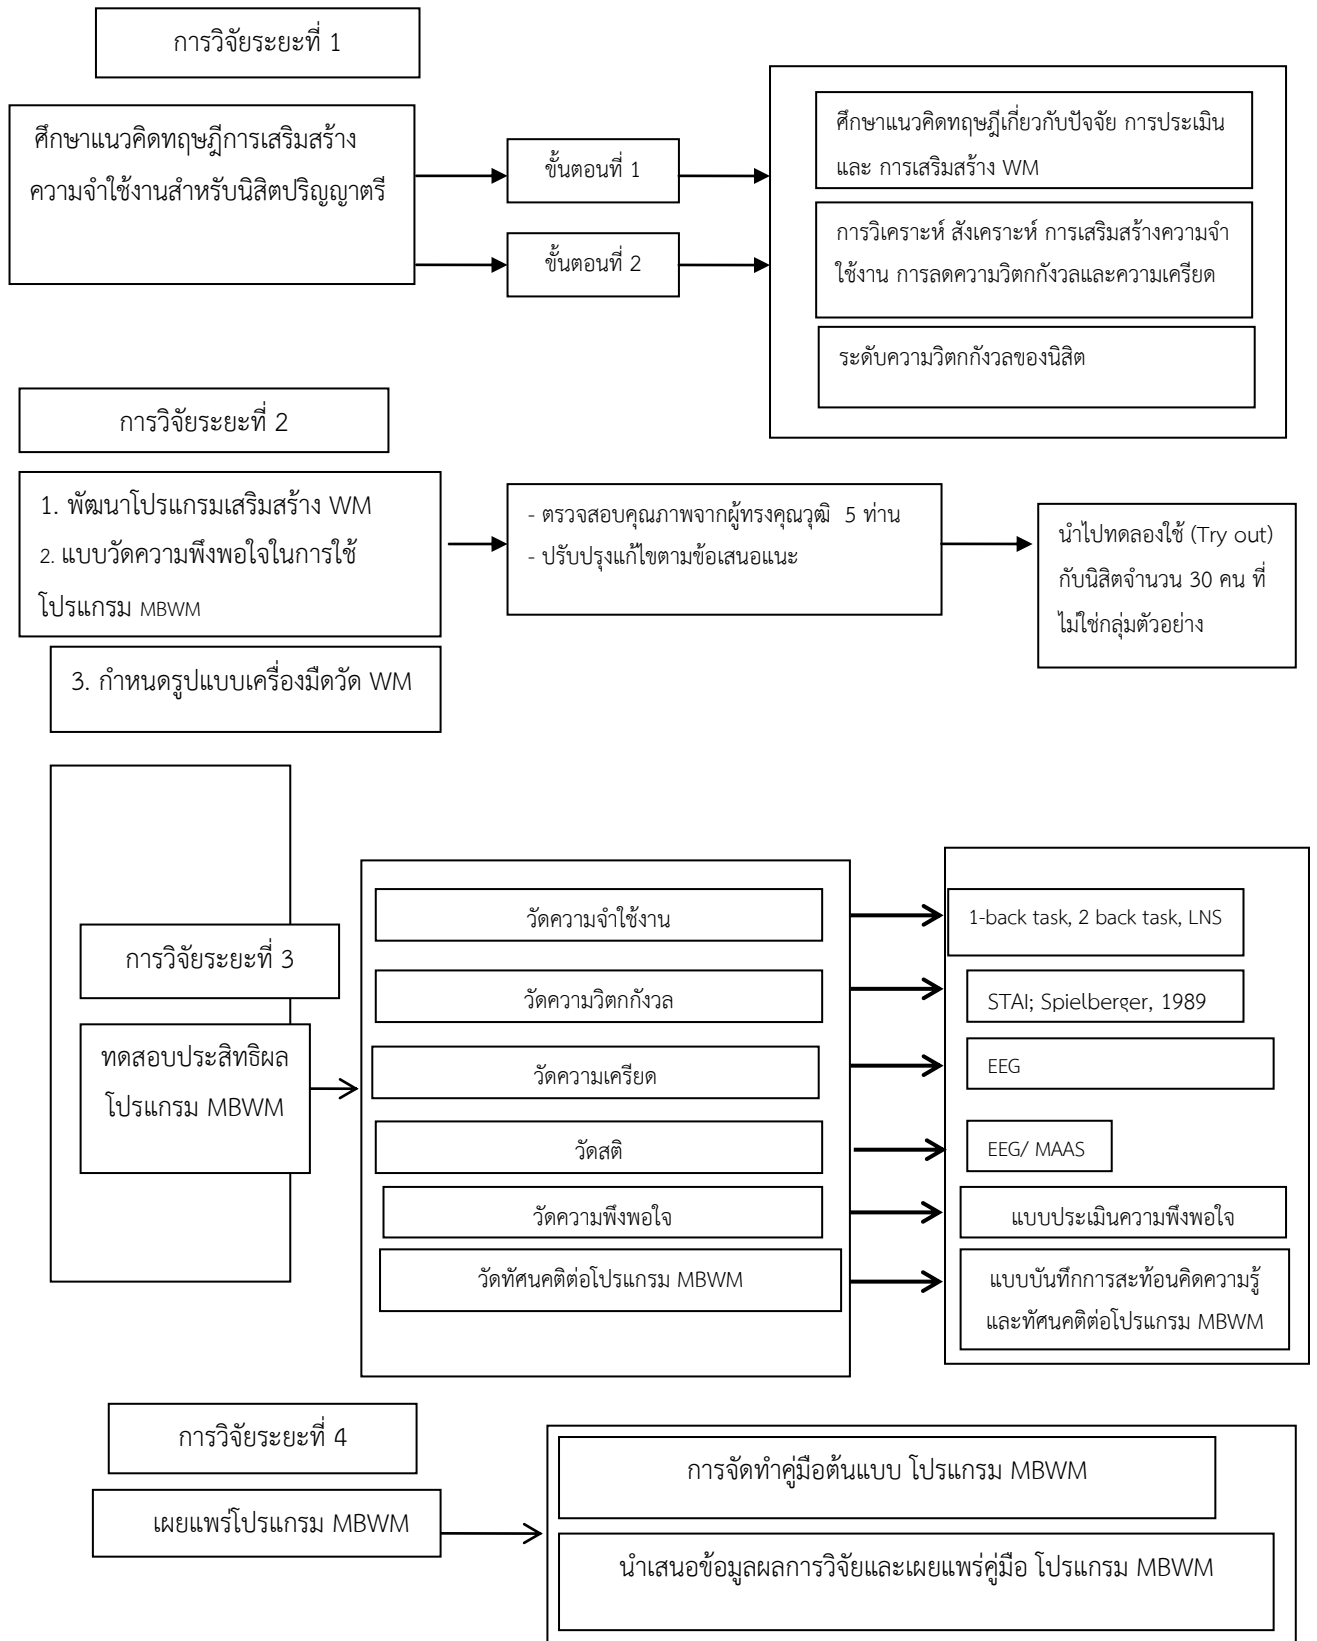 การวิจัยระยะที่ 1
ศึกษาแนวคิดทฤษฎีการเสริมสร้าง
ความจำใช้งานสำหรับนิสิตปริญญาตรี
ขั้นตอนที่ 1
ขั้นตอนที่ 2
ศึกษาแนวคิดทฤษฎีเกี่ยวกับปัจจัย การประเมิน
และ การเสริมสร้าง WM
การวิเคราะห์ สังเคราะห์ การเสริมสร้างความจำ
ใช้งาน การลดความวิตกกังวลและความเครียด
ระดับความวิตกกังวลของนิสิต
การวิจัยระยะที่ 2
1. พัฒนาโปรแกรมเสริมสร้าง WM
2. แบบวัดความพึงพอใจในการใช้
โปรแกรม MBWM
3. กำหนดรูปแบบเครื่องมืดวัด WM
- ตรวจสอบคุณภาพจากผู้ทรงคุณวุฒิ 5 ท่าน
- ปรับปรุงแก้ไขตามข้อเสนอแนะ
นำไปทดลองใช้ (Try out)
กับนิสิตจำนวน 30 คน ที่
ไม่ใช่กลุ่มตัวอย่าง
การวิจัยระยะที่ 3
ทดสอบประสิทธิผล
โปรแกรม MBWM
วัดความจำใช้งาน
1-back task, 2 back task, LNS
วัดความวิตกกังวล
STAI; Spielberger, 1989
วัดความเครียด
EEG
วัดสติ
EEG/ MAAS
วัดความพึงพอใจ
แบบประเมินความพึงพอใจ
วัดทัศนคติต่อโปรแกรม MBWM
แบบบันทึกการสะท้อนคิดความรู้
และทัศนคติต่อโปรแกรม MBWM
การวิจัยระยะที่ 4
เผยแพร่โปรแกรม MBWM
การจัดทำคู่มือต้นแบบ โปรแกรม MBWM
นำเสนอข้อมูลผลการวิจัยและเผยแพร่คู่มือ โปรแกรม MBWM